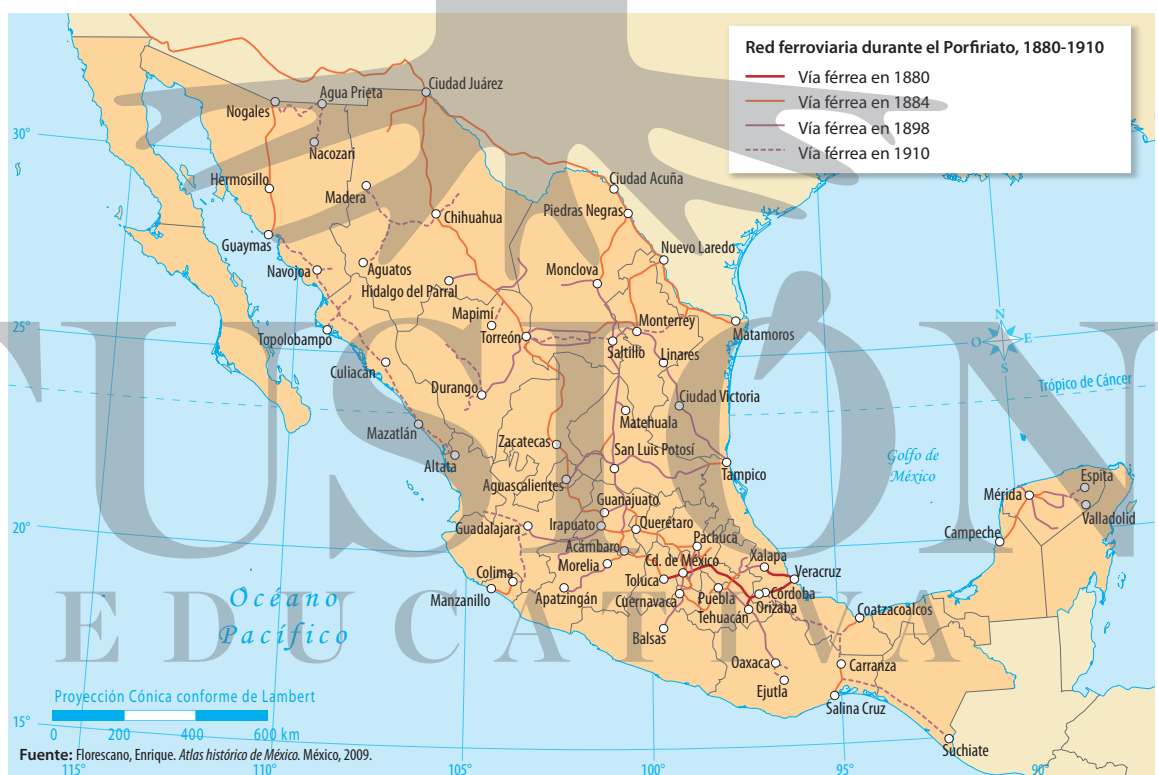 Red ferroviaria durante el Porfiriato, 1880-1910
Vía férrea en 1880
Vía férrea en 1884
Vía férrea en 1898
Vía férrea en 1910
Ciudad Juárez
Agua Prieta
Nogales
30°
Nacozari
Hermosillo
Madera
Ciudad Acuña
Chihuahua
Piedras Negras
Guaymas
Nuevo Laredo
Navojoa
Aguatos
Monclova
Hidalgo del Parral
N
O
E
S
25°
Mapimí
Monterrey
Matamoros
Topolobampo
Torreón
Saltillo
Linares
Culiacán
Trópico de Cáncer
Durango
Ciudad Victoria
Mazatlán
Matehuala
Zacatecas
San Luis Potosí
Golfo de
México
Altata
Tampico
Aguascalientes
Espita
Mérida
Guanajuato
Valladolid
20°
Guadalajara
Irapuato
Querétaro
Campeche
Pachuca
Acámbaro
Xalapa
Morelia
Cd. de México
Veracruz
Colima
Toluca
Córdoba
Manzanillo
Apatzingán
Cuernavaca
Puebla
Orizaba
Tehuacán
Coatzacoalcos
Océano
Pacífico
Balsas
Oaxaca
Carranza
Ejutla
Salina Cruz
Suchiate
Proyección Cónica conforme de Lambert
0 200 400 600 km
15°
Fuente: Florescano, Enrique. Atlas histórico de México. México, 2009.
115° 110° 105° 100° 95° 90°
FUSIÓN
EDUCATIVA